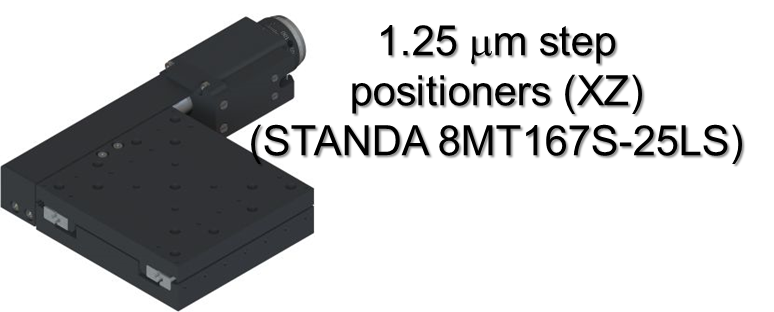 1.25 μm step
positioners (XZ)
(STANDA 8MT167S-25LS)